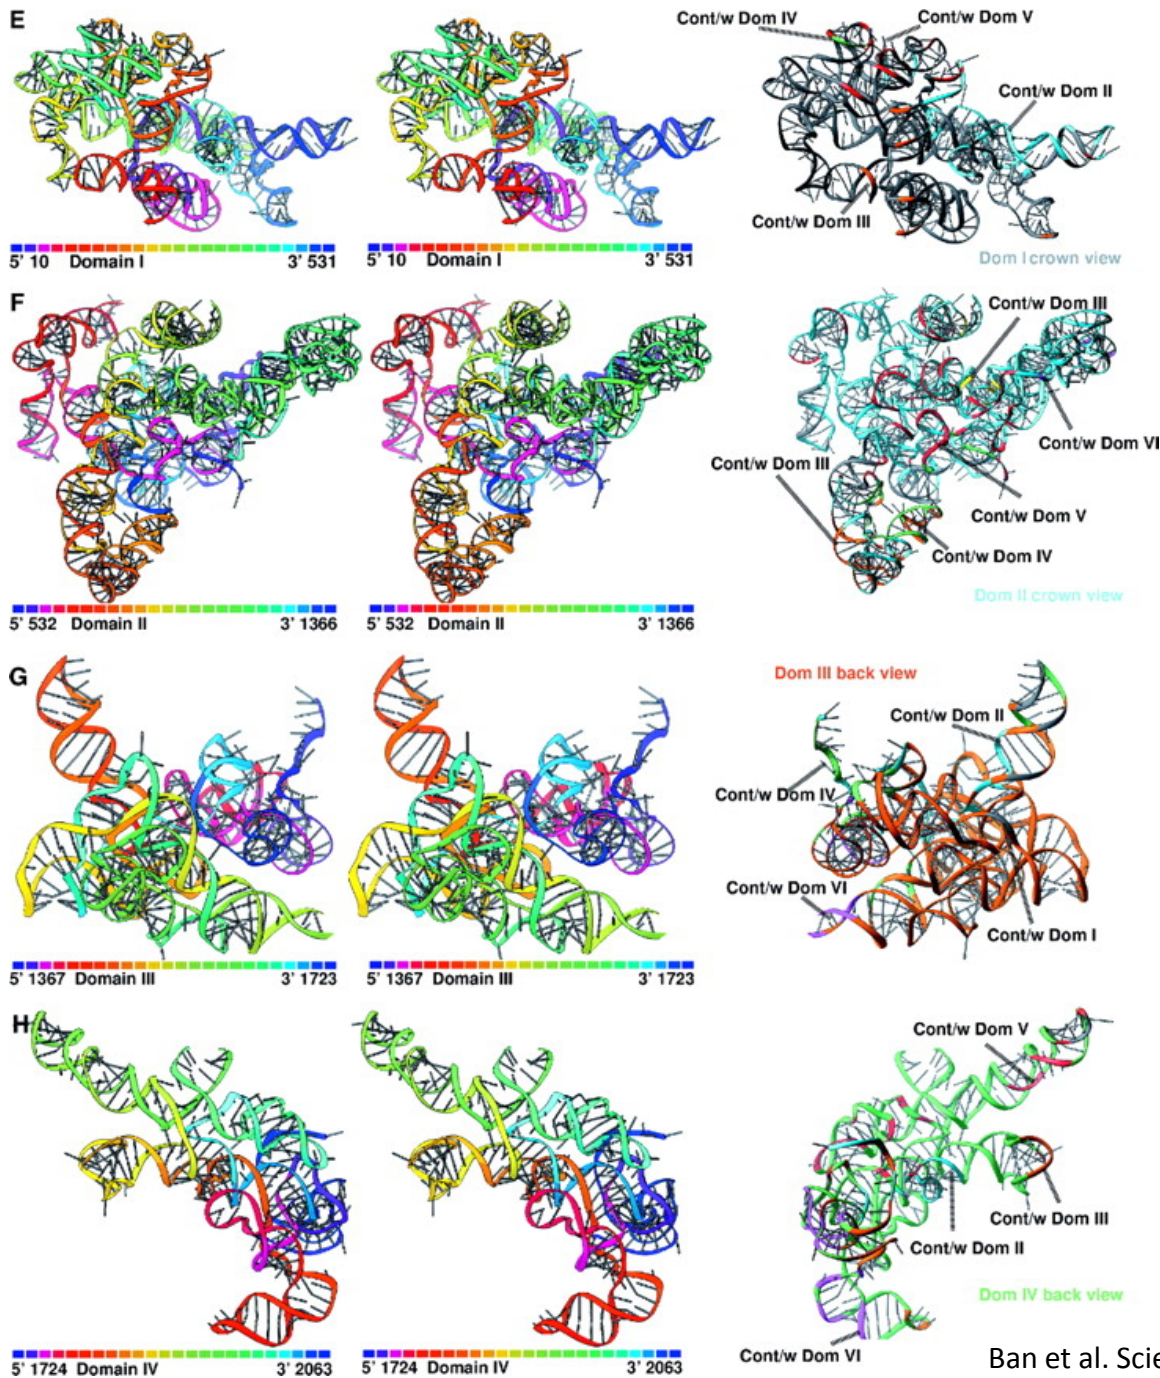 E
Cont/w Dom IV
Cont/w Dom V
Cont/w Dom II
Cont/w Dom III
5' 10 Domain I 3' 531
5' 10 Domain I 3' 531
Dom I crown view
F
Cont/w Dom III
Cont/w Dom VI
Cont/w Dom III
Cont/w Dom V
Cont/w Dom IV
5' 532 Domain II 3' 1366
5' 532 Domain II 3' 1366
Dom II crown view
G
Dom III back view
Cont/w Dom II
Cont/w Dom IV
Cont/w Dom VI
Cont/w Dom I
5' 1367 Domain III 3' 1723
5' 1367 Domain III 3' 1723
H
Cont/w Dom V
Cont/w Dom III
Cont/w Dom II
Dom IV back view
Cont/w Dom VI
5' 1724 Domain IV 3' 2063
5' 1724 Domain IV 3' 2063
Ban et al. Scie